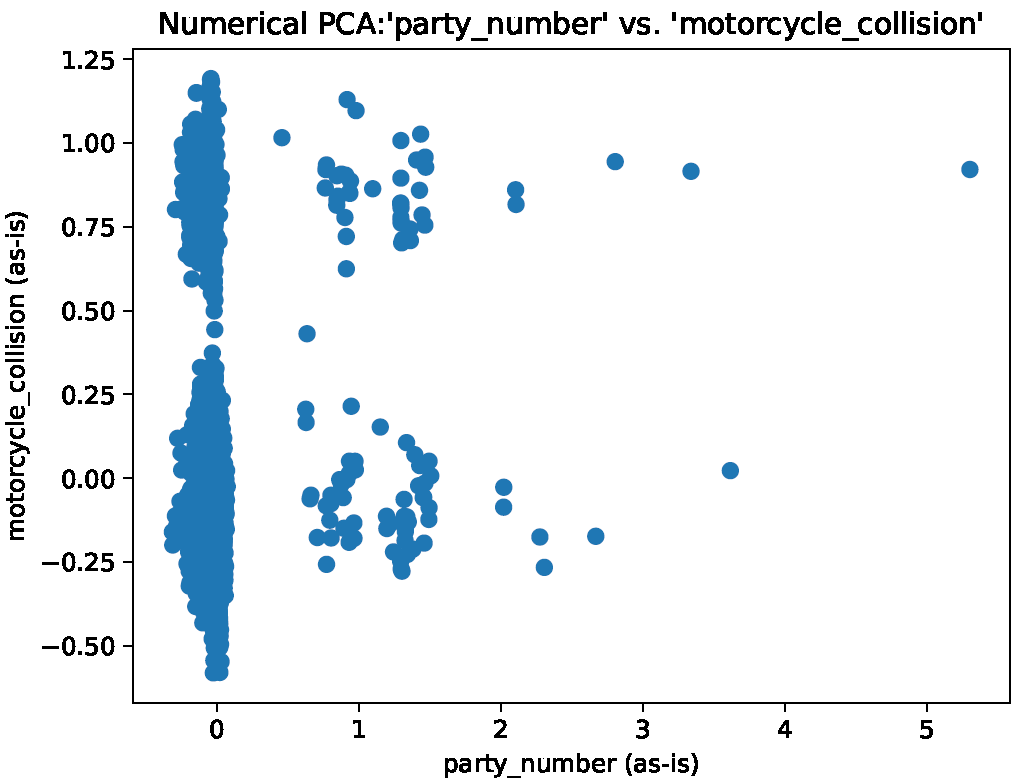 Numerical PCA:'party_number' vs. 'motorcycle_collision'
1.25
1.00
0.75
0.50
0.25
0.00
−0.25
−0.50
motorcycle_collision (as-is)
0 1 2 3 4 5
party_number (as-is)